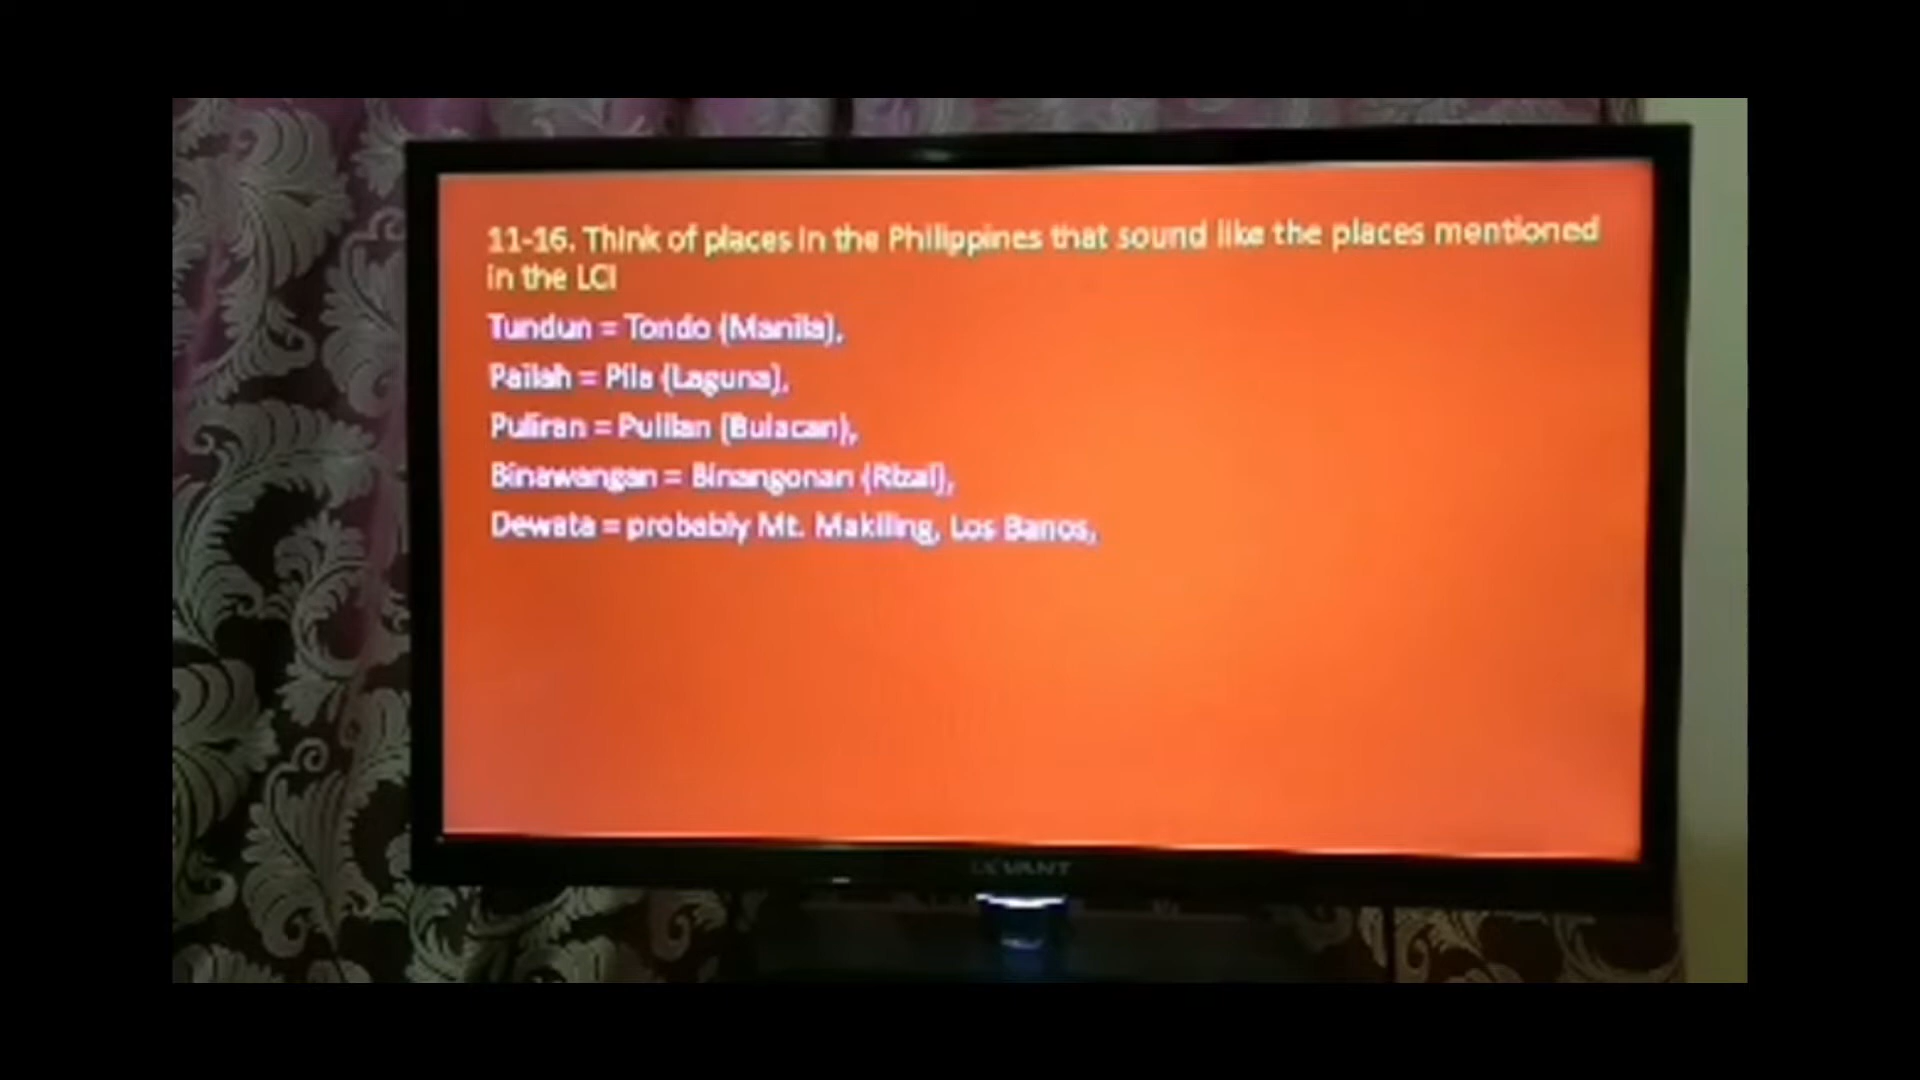 11-16. Think of places in the Philippines that sound like the places mentioned
in the LCI
Tundun = Tondo (Manila),
Pailah = Pila (Laguna),
Puliran = Pulilan (Bulacan),
Binawangan = Binangonan (Rizal),
Dewata = probably Mt. Makiling, Los Banos,
DEVANT